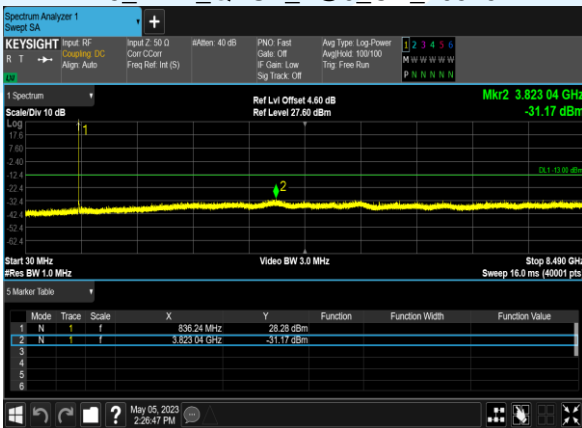 Spectrum Analyzer 1
Swept SA
KEYSIGHT Input: RF Input Z: 50 Ω #Atten: 40 dB PNO: Fast Avg Type: Log-Power 1 2 3 4 5 6
R T Coupling: DC Corr CCorr Gate: Off Avg|Hold: 100/100 M W W W W W
Align: Auto Freq Ref: Int (S) IF Gain: Low Trig: Free Run P N N N N N
Sig Track: Off
LW
1 Spectrum Ref Lvl Offset 4.60 dB Mkr2 3.823 04 GHz
Scale/Div 10 dB Ref Level 27.60 dBm -31.17 dBm
Log
17.6
7.60
-2.40
-12.4
-22.4
-32.4
-42.4
-52.4
-62.4
1
2
DL1 -13.00 dBm
Start 30 MHz Video BW 3.0 MHz Stop 8.490 GHz
#Res BW 1.0 MHz Sweep 16.0 ms (40001 pts)
5 Marker Table
Mode Trace Scale X Y Function Function Width Function Value
1 N 1 f 836.24 MHz 28.28 dBm
2 N 1 f 3.823 04 GHz -31.17 dBm
3
4
5
6
? May 05, 2023
2:26:47 PM